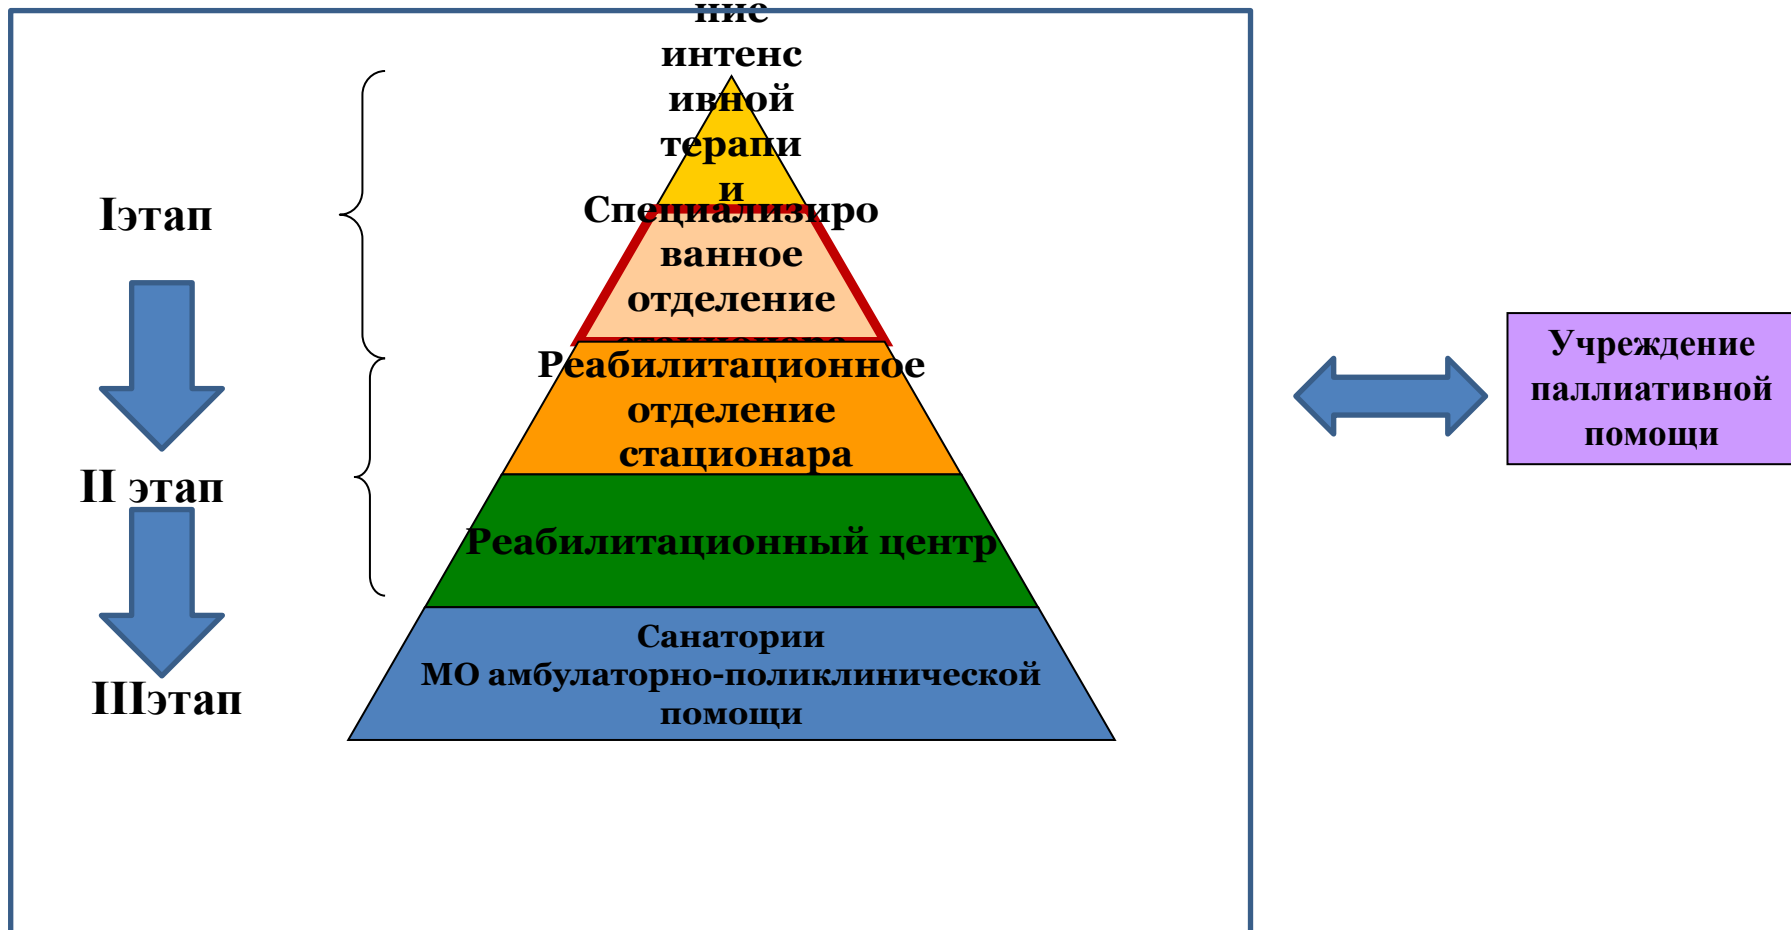 ние
интенс
ивной
терапи
и
Iэтап
Специализиро
ванное
отделение
Реабилитационное
отделение
стационара
II этап
Реабилитационный центр
Санатории
МО амбулаторно-поликлинической
помощи
IIIэтап
Учреждение
паллиативной
помощи